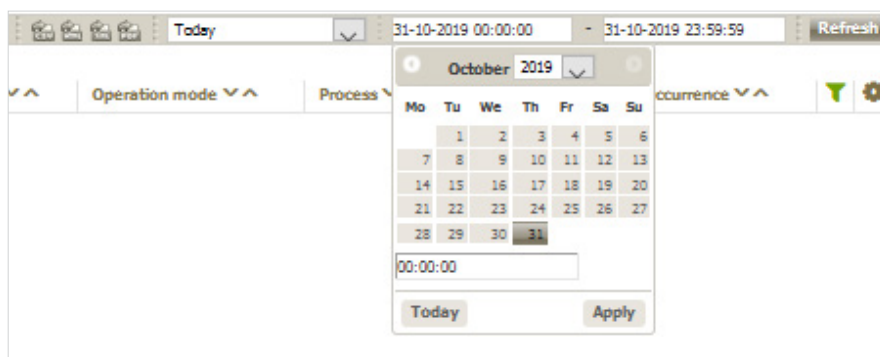 Today 31-10-2019 00:00:00 - 31-10-2019 23:59:59 Refresh
October 2019
Operation mode Process ccurrence
Mo Tu We Th Fr Sa Su
1 2 3 4 5 6
7 8 9 10 11 12 13
14 15 16 17 18 19 20
21 22 23 24 25 26 27
28 29 30 31
00:00:00
Today Apply